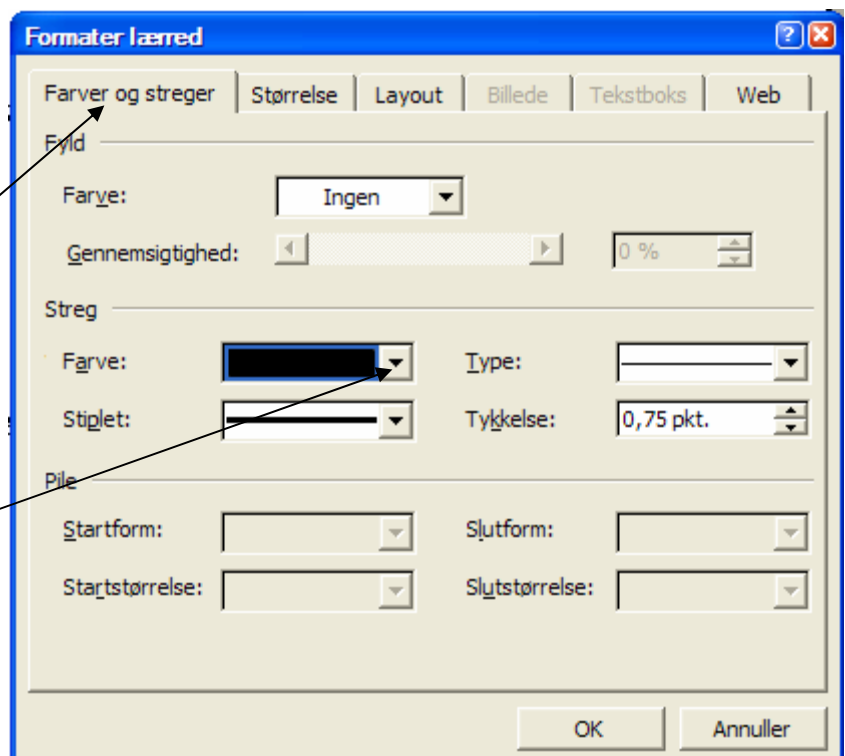 Formater lærred
Farver og streger Størrelse Layout Billede Tekstboks Web
Fyld
Farve: Ingen
Gennemsigtighed: 0 %
Streg
Farve: Type:
Stiplet: Tykkelse: 0,75 pkt.
Pile
Startform: Slutform:
Startstørrelse: Slutstørrelse:
OK Annuller